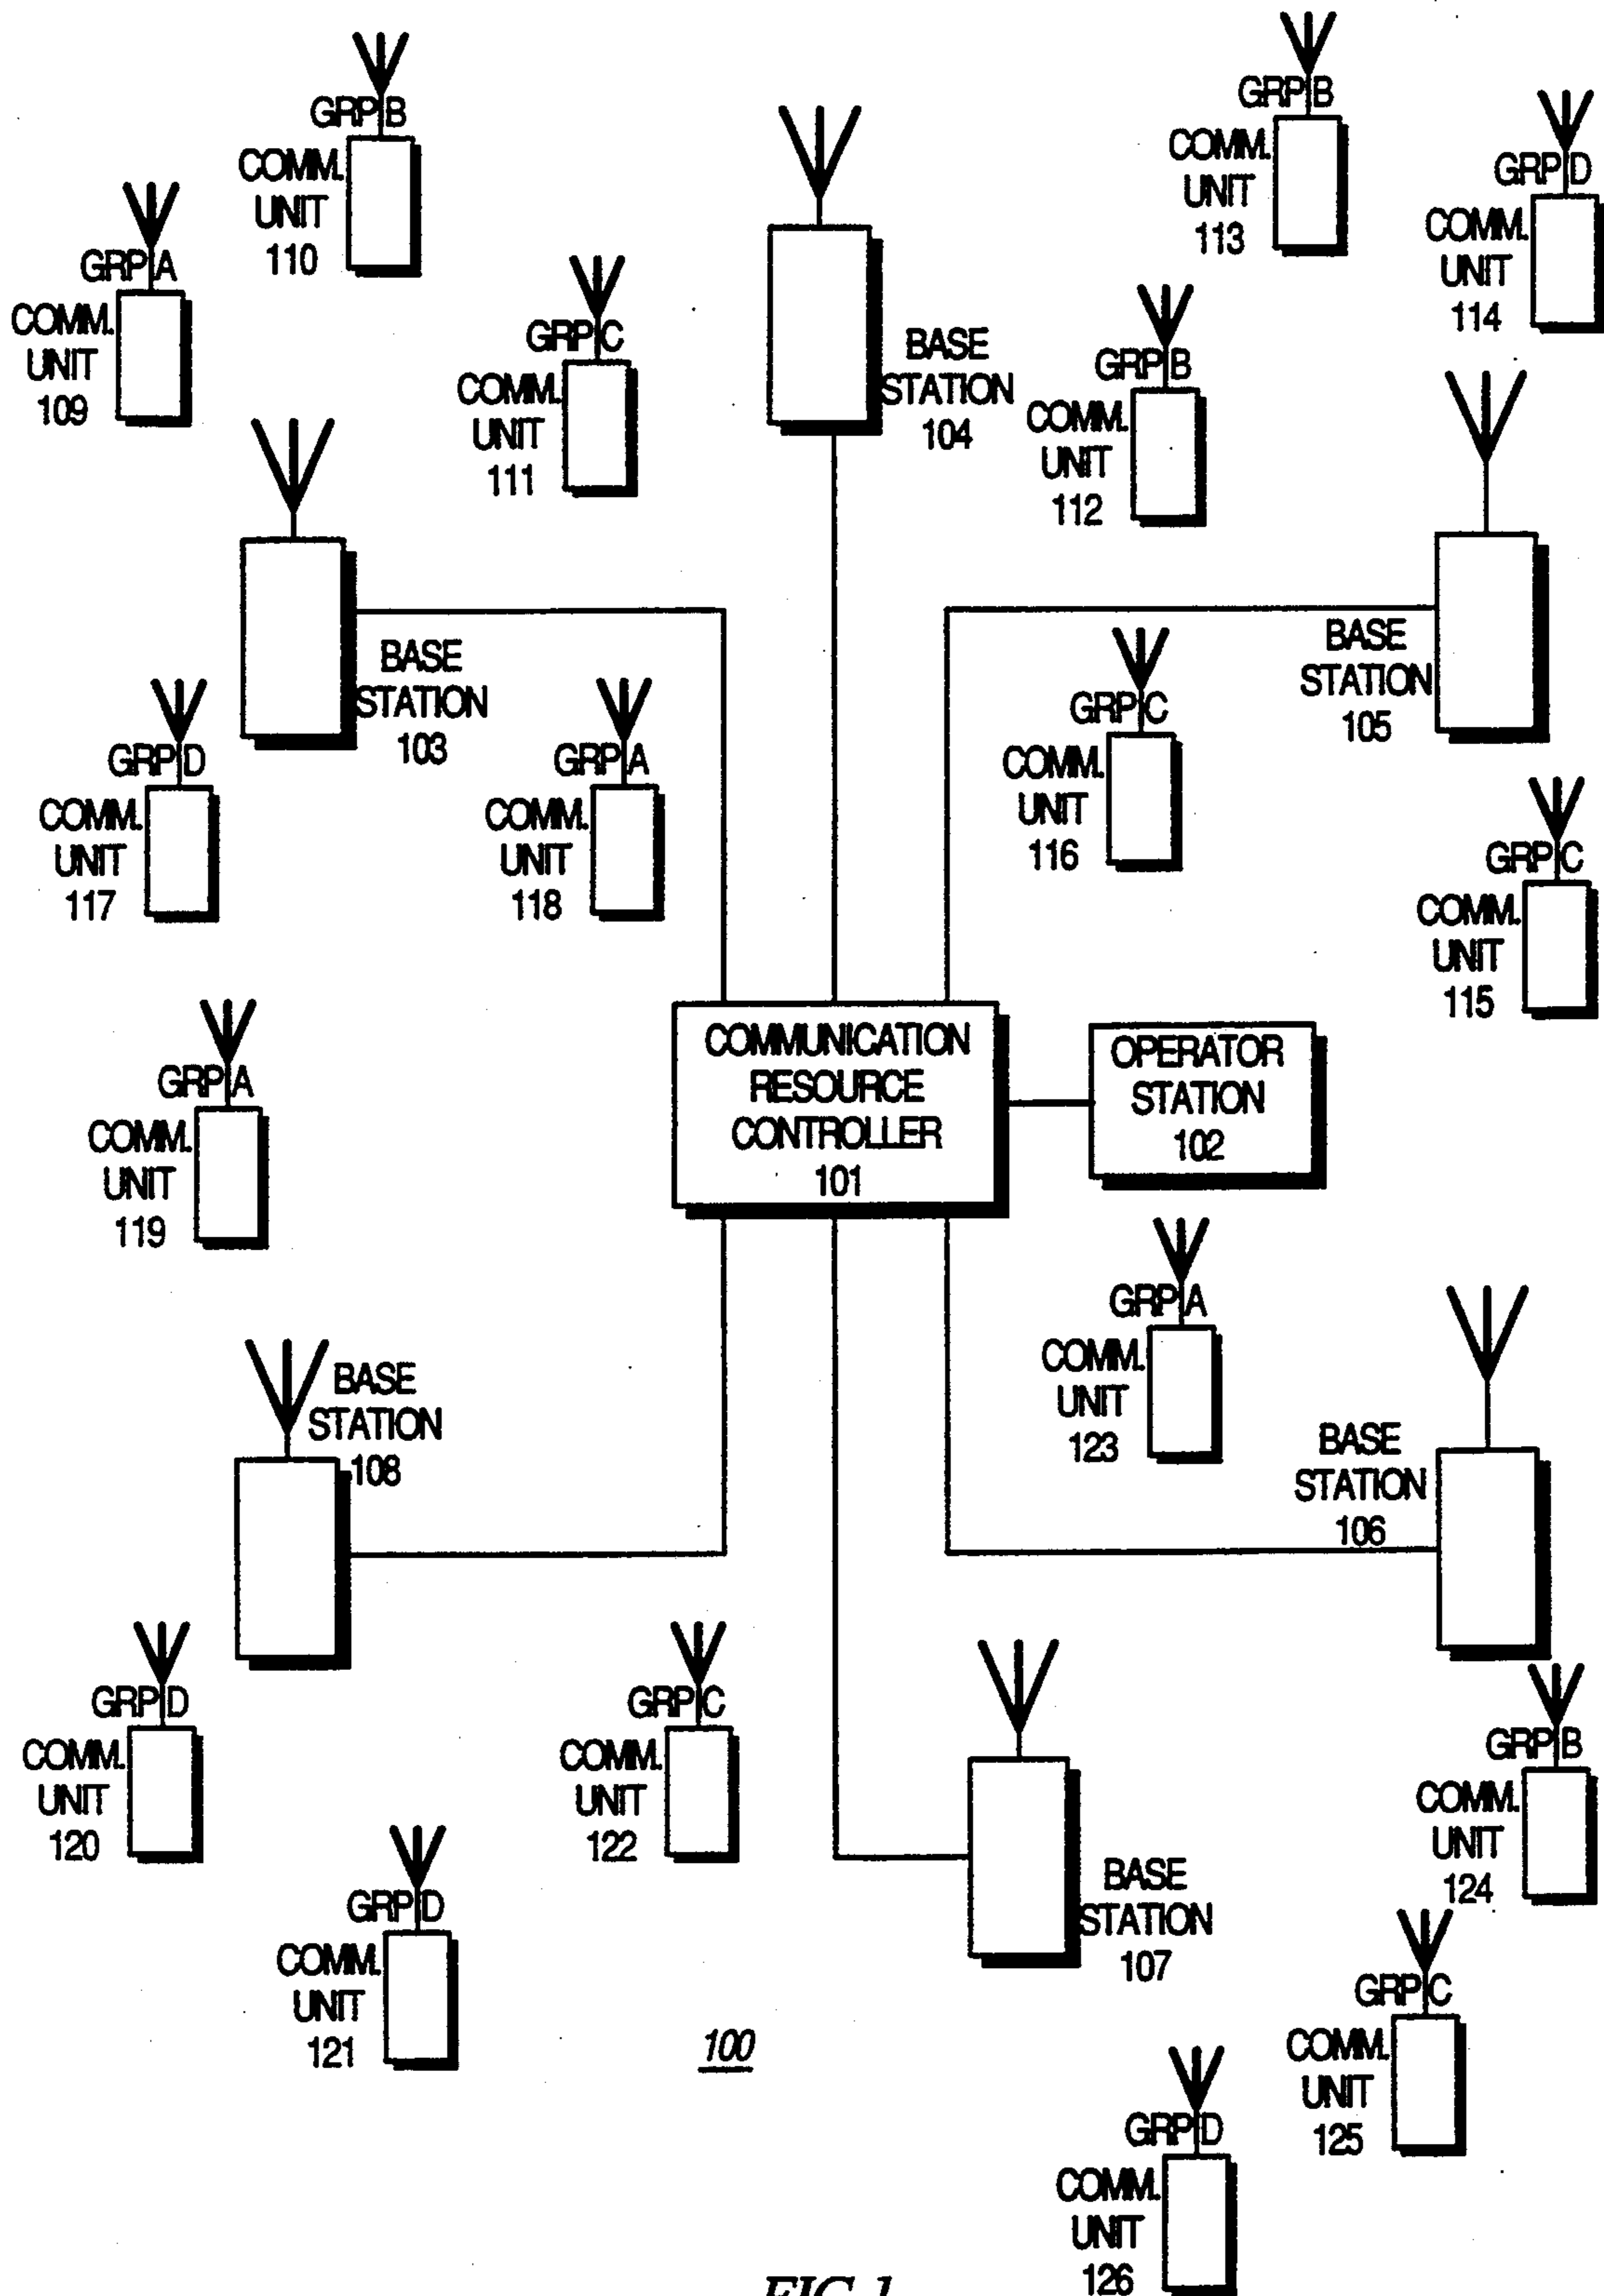 GRP B
COMM.
UNIT
110
GRP B
COMM.
UNIT
113
GRP D
COMM.
UNIT
114
GRP A
COMM.
UNIT
109
GRP C
COMM.
UNIT
111
BASE
STATION
104
GRP B
COMM.
UNIT
112
BASE
STATION
103
BASE
STATION
105
GRP D
COMM.
UNIT
117
GRP A
COMM.
UNIT
118
GRP C
COMM.
UNIT
116
GRP C
COMM.
UNIT
115
GRP A
COMM.
UNIT
119
COMMUNICATION
RESOURCE
CONTROLLER
101
OPERATOR
STATION
102
GRP A
COMM.
UNIT
123
BASE
STATION
108
BASE
STATION
106
GRP D
COMM.
UNIT
120
GRP C
COMM.
UNIT
122
GRP B
COMM.
UNIT
124
GRP D
COMM.
UNIT
121
BASE
STATION
107
GRP C
COMM.
UNIT
125
100
GRP D
COMM.
UNIT
126
FIG.1